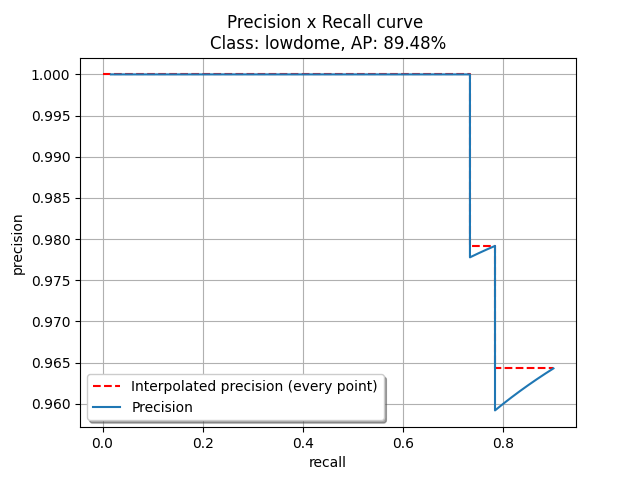 Precision x Recall curve
Class: lowdome, AP: 89.48%
1.000
0.995
0.990
0.985
0.980
0.975
0.970
0.965
0.960
precision
Interpolated precision (every point)
Precision
0.0 0.2 0.4 0.6 0.8
recall